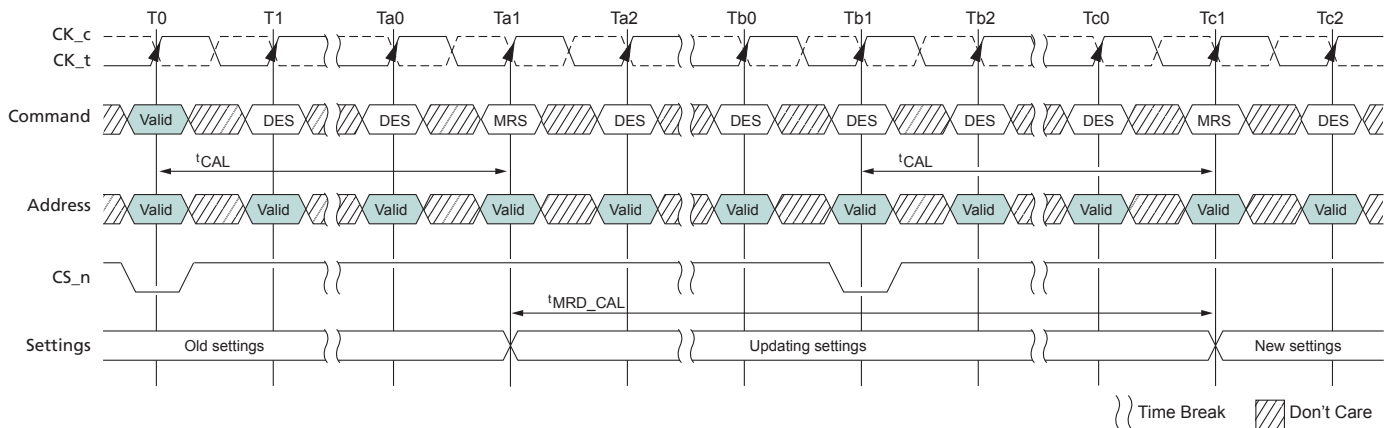 T0 T1 Ta0 Ta1 Ta2 Tb0 Tb1 Tb2 Tc0 Tc1 Tc2
CK_c
CK_t
Command Valid DES DES MRS DES DES DES DES DES MRS DES
tCAL tCAL
Address Valid Valid Valid Valid Valid Valid Valid Valid Valid Valid Valid
CS_n
tMRD_CAL
Settings Old settings Updating settings New settings
Time Break Don't Care